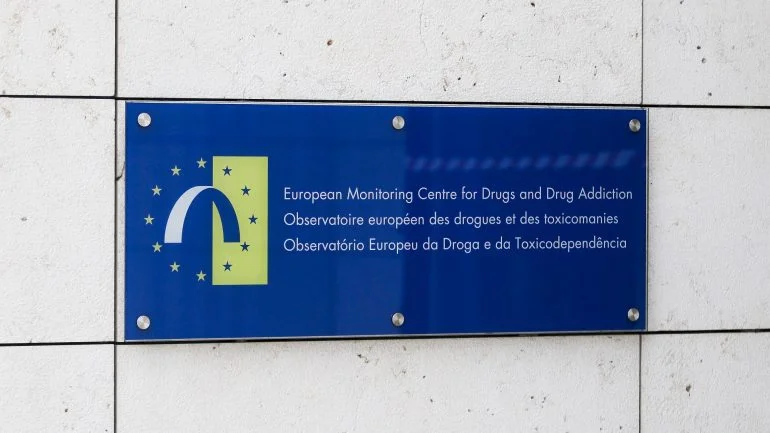 European Monitoring Centre for Drugs and Drug Addiction
Observatoire européen des drogues et des toxicomanies
Observatório Europeu da Droga e da Toxicodependência